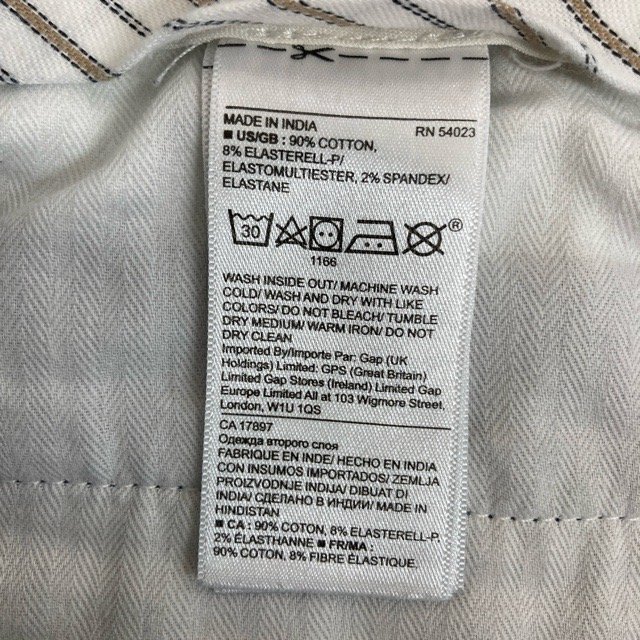 MADE IN INDIA RN 54023
■ US/GB : 90% COTTON,
8% ELASTERELL-P/
ELASTOMULTIESTER, 2% SPANDEX/
ELASTANE
30
®
1166
WASH INSIDE OUT/ MACHINE WASH
COLD/ WASH AND DRY WITH LIKE
COLORS/ DO NOT BLEACH/ TUMBLE
DRY MEDIUM/ WARM IRON/ DO NOT
DRY CLEAN
Imported By/Importe Par: Gap (UK
Holdings) Limited: GPS (Great Britain)
Limited Gap Stores (Ireland) Limited Gap
Europe Limited All at 103 Wigmore Street,
London, W1U 1QS
CA 17897
Одежда второго слоя
FABRIQUÉ EN INDE/ HECHO EN INDIA
CON INSUMOS IMPORTADOS/ ZEMLJA
PROIZVODNJE INDIJA/ DIBUAT DI
INDIA/ СДЕЛАНО В ИНДИИ/ MADE IN
HINDISTAN
■ CA : 90% COTTON, 8% ELASTERELL-P,
2% ÉLASTHANNE ■ FR/MA :
90% COTON, 8% FIBRE ÉLASTIQUE,